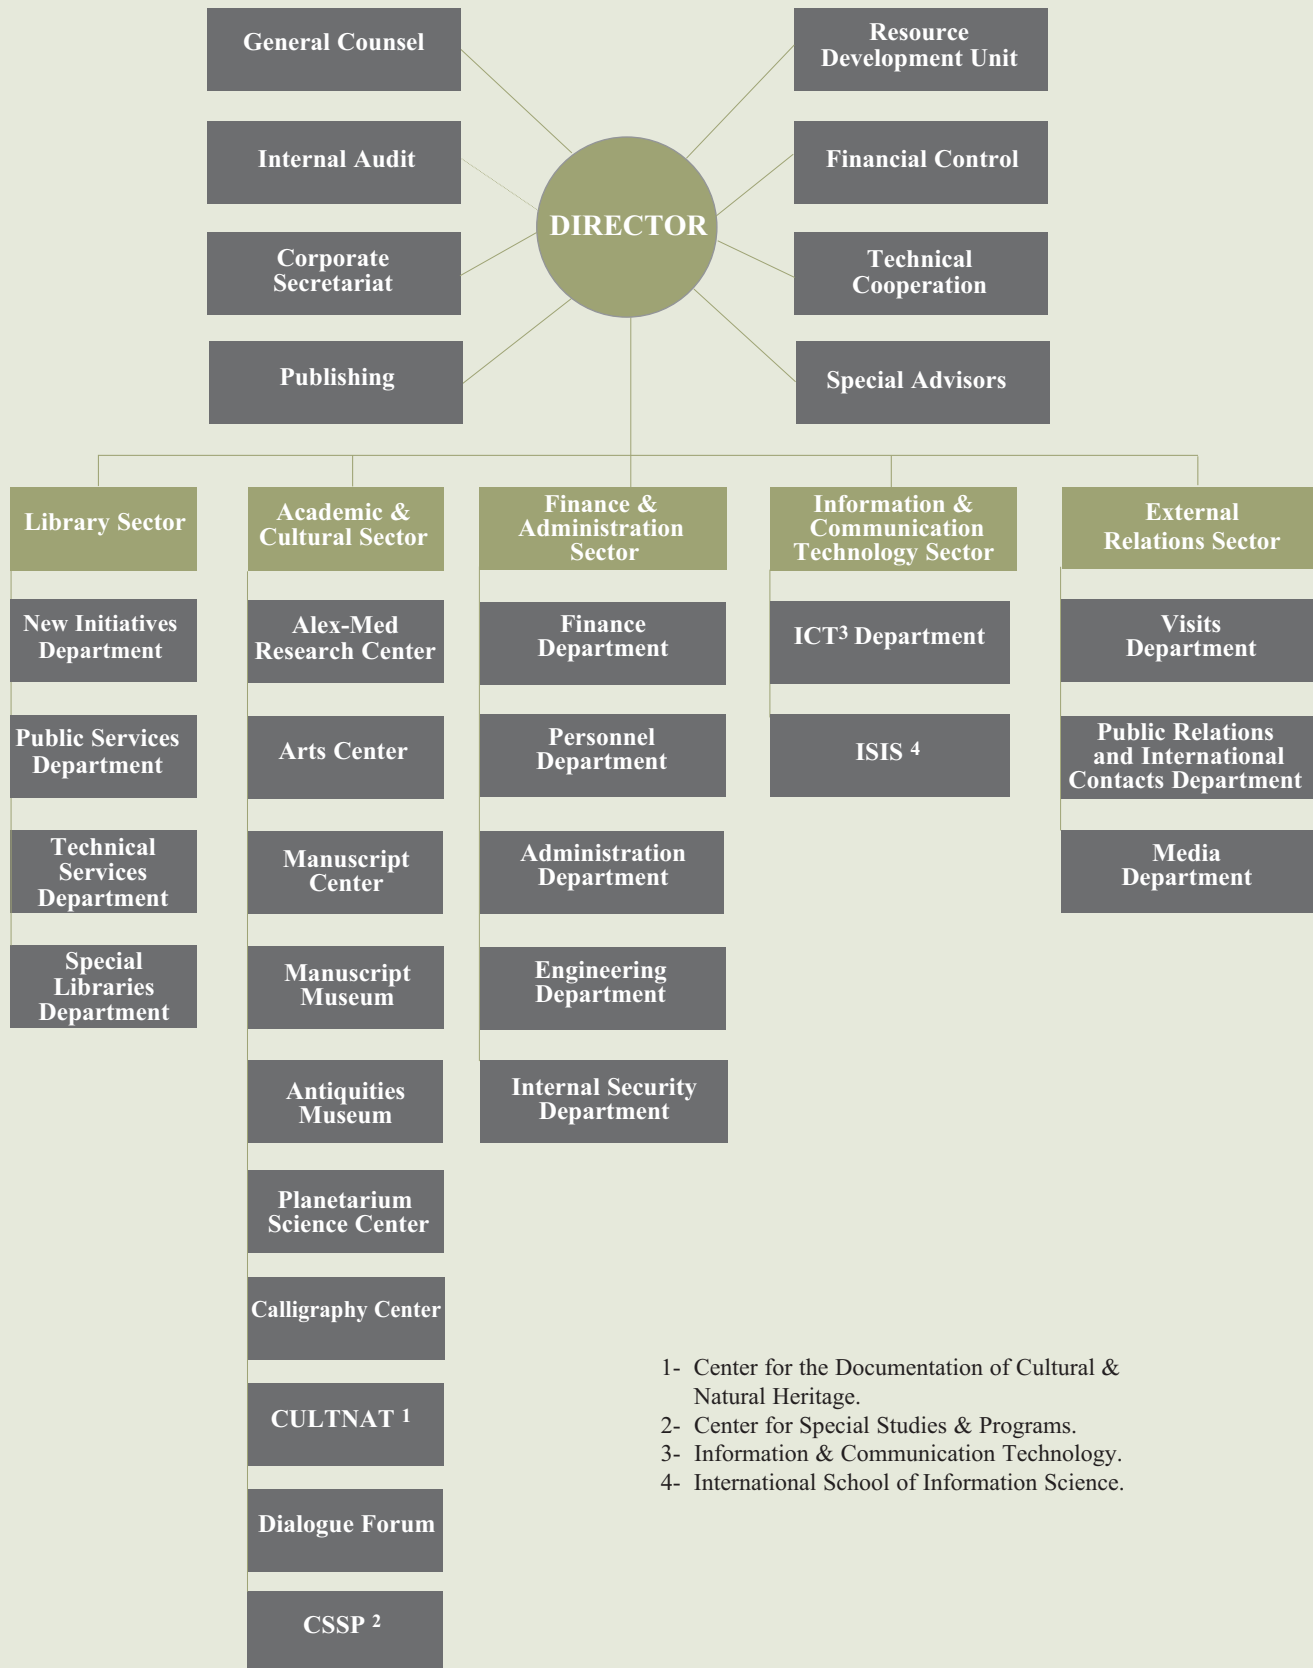 General Counsel
Internal Audit
Corporate
Secretariat
Publishing
DIRECTOR
Resource
Development Unit
Financial Control
Technical
Cooperation
Special Advisors
Library Sector
New Initiatives
Department
Public Services
Department
Technical
Services
Department
Special
Libraries
Department
Academic &
Cultural Sector
Alex-Med
Research Center
Arts Center
Manuscript
Center
Manuscript
Museum
Antiquities
Museum
Planetarium
Science Center
Calligraphy Center
CULTNAT 1
Dialogue Forum
CSSP 2
Finance &
Administration
Sector
Finance
Department
Personnel
Department
Administration
Department
Engineering
Department
Internal Security
Department
Information &
Communication
Technology Sector
ICT3 Department
ISIS 4
External
Relations Sector
Visits
Department
Public Relations
and International
Contacts Department
Media
Department
1- Center for the Documentation of Cultural &
Natural Heritage.
2- Center for Special Studies & Programs.
3- Information & Communication Technology.
4- International School of Information Science.